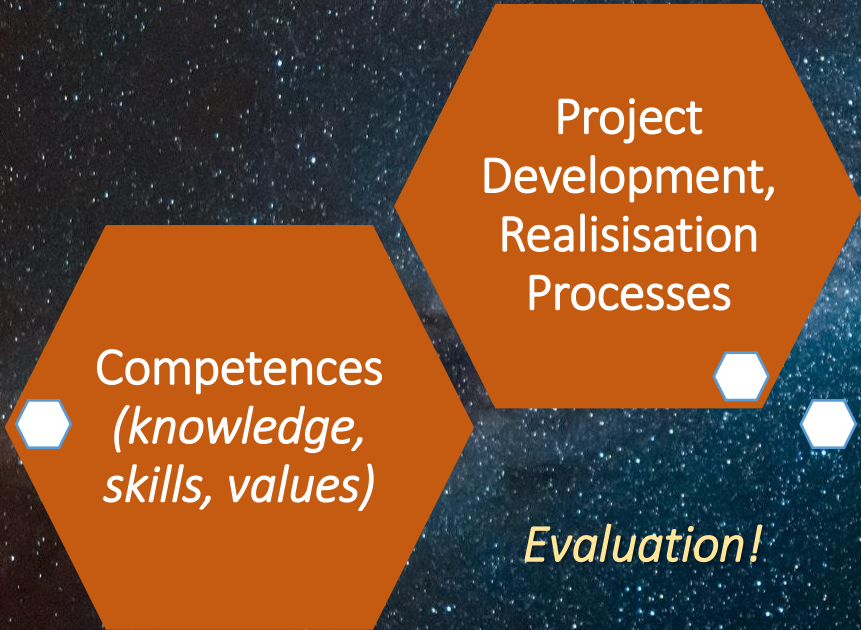 Project
Development,
Realisisation
Processes
Competences
(knowledge,
skills, values)
Evaluation!